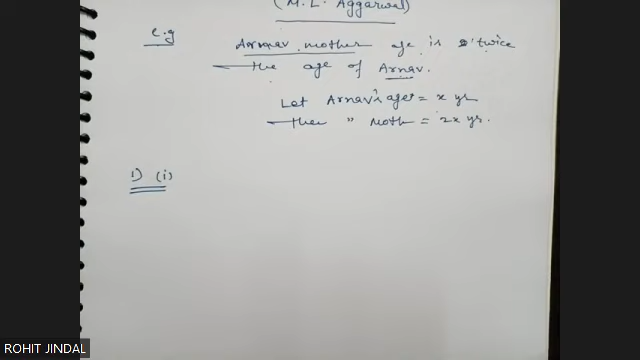 (M.L. Aggarwal)
e.g Arnav mother age is twice
the age of Arnav.
Let Arnav's age = x yr
then " moth = 2x yrs.
1) (i)
ROHIT JINDAL